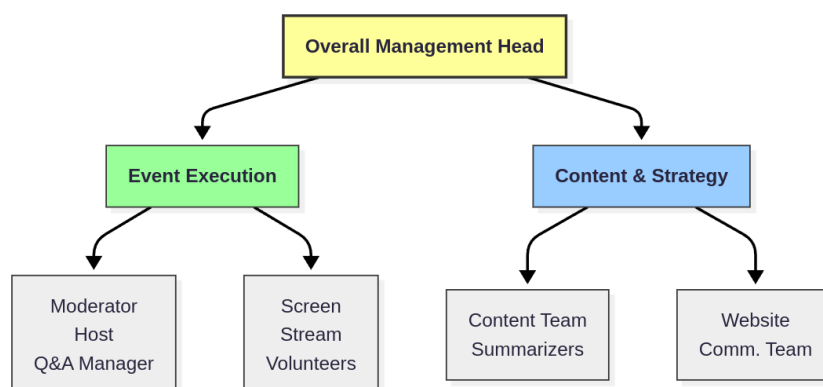 Overall Management Head
Event Execution
Content & Strategy
Moderator
Host
Q&A Manager
Screen
Stream
Volunteers
Content Team
Summarizers
Website
Comm. Team